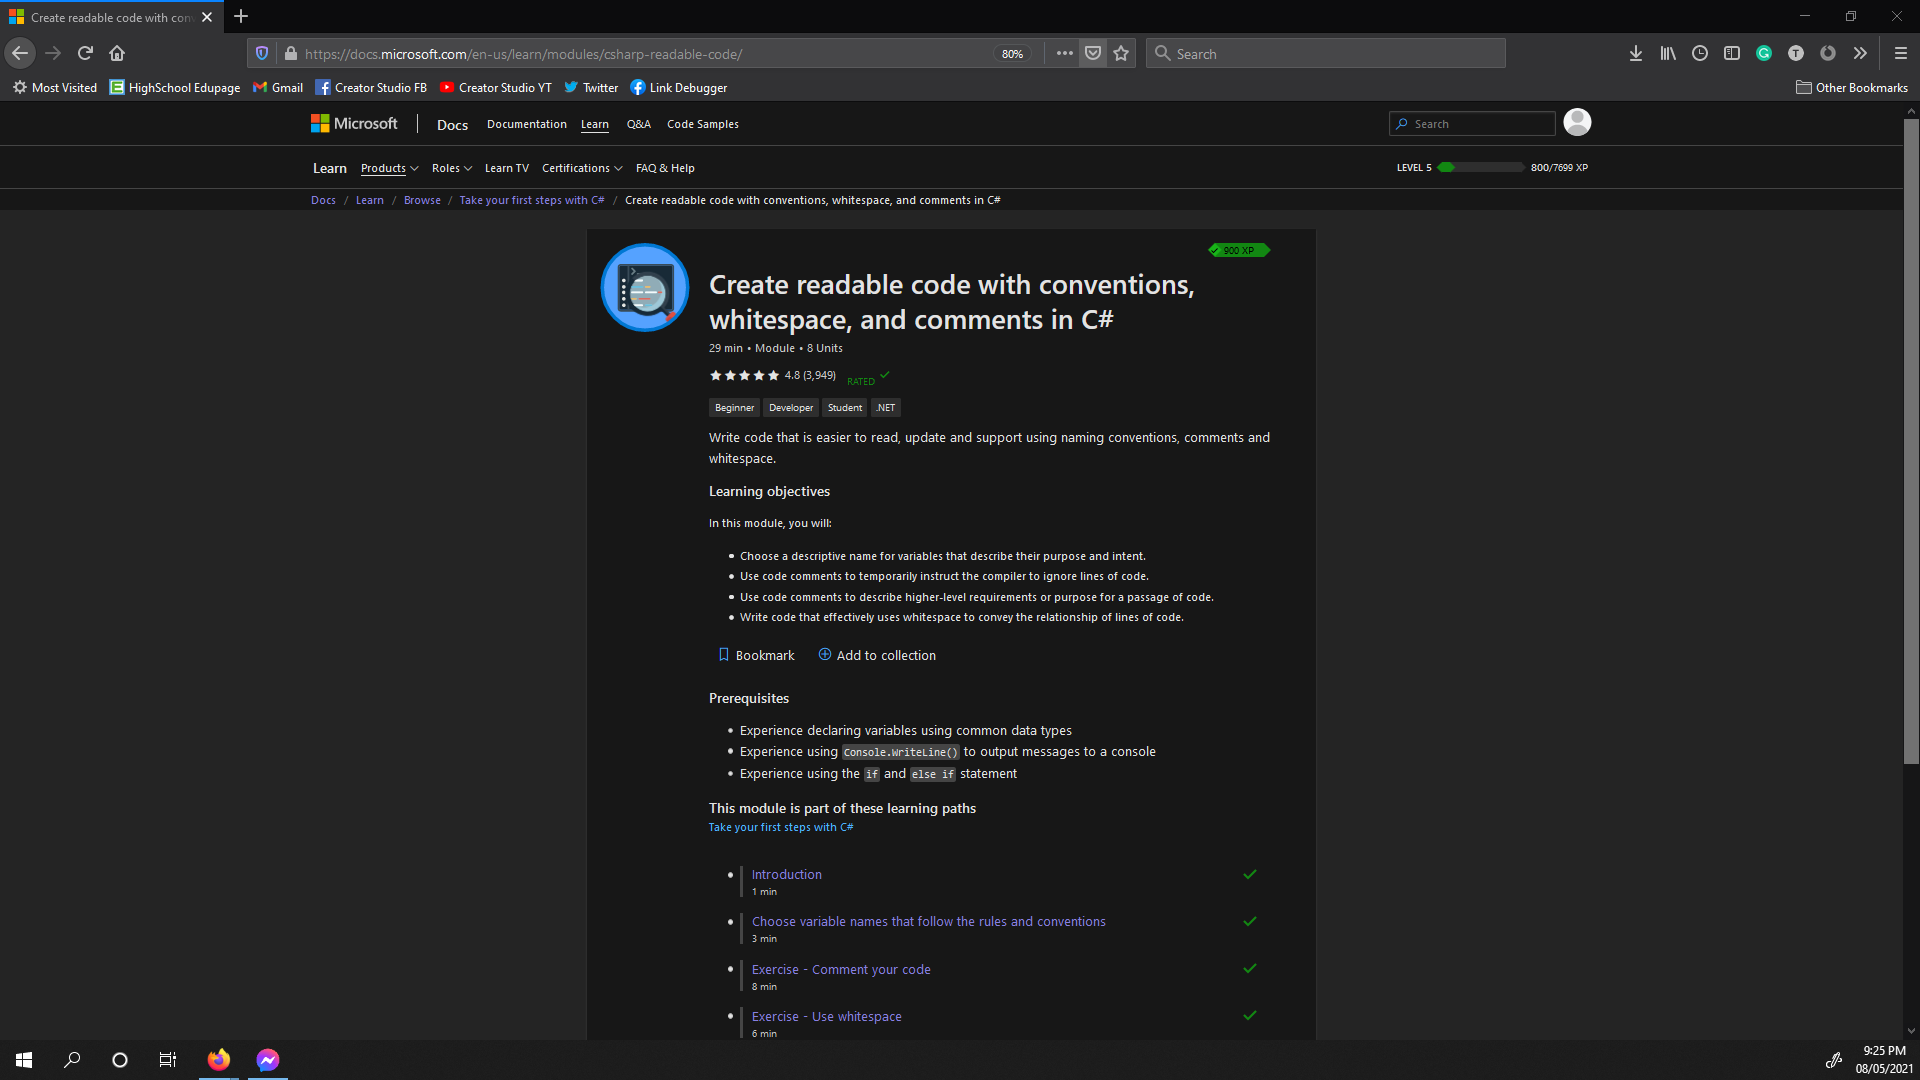 Create readable code with con
https://docs.microsoft.com/en-us/learn/modules/csharp-readable-code/
80%
Search
Most Visited
HighSchool Edupage
Gmail
Creator Studio FB
Creator Studio YT
Twitter
Link Debugger
Other Bookmarks
Microsoft
Docs
Documentation
Learn
Q&A
Code Samples
Search
Learn
Products
Roles
Learn TV
Certifications
FAQ & Help
LEVEL 5
800/7699 XP
Docs / Learn / Browse / Take your first steps with C# / Create readable code with conventions, whitespace, and comments in C#
900 XP
Create readable code with conventions,
whitespace, and comments in C#
29 min • Module • 8 Units
4.8 (3,949)
RATED
Beginner
Developer
Student
.NET
Write code that is easier to read, update and support using naming conventions, comments and
whitespace.
Learning objectives
In this module, you will:
• Choose a descriptive name for variables that describe their purpose and intent.
• Use code comments to temporarily instruct the compiler to ignore lines of code.
• Use code comments to describe higher-level requirements or purpose for a passage of code.
• Write code that effectively uses whitespace to convey the relationship of lines of code.
Bookmark
Add to collection
Prerequisites
• Experience declaring variables using common data types
• Experience using Console.WriteLine() to output messages to a console
• Experience using the if and else if statement
This module is part of these learning paths
Take your first steps with C#
• Introduction
1 min
• Choose variable names that follow the rules and conventions
3 min
• Exercise - Comment your code
8 min
• Exercise - Use whitespace
6 min
9:25 PM
08/05/2021